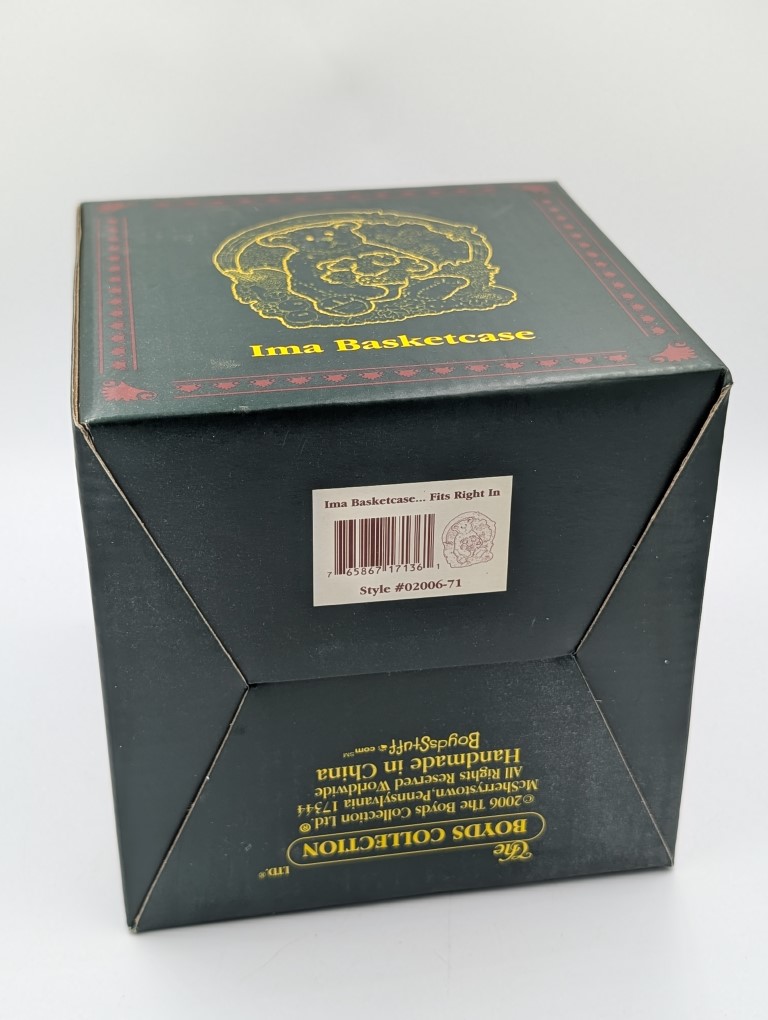 Ima Basketcase
Ima Basketcase... Fits Right In
7 65867 17136 1
Style #02006-71
The
BOYDS COLLECTION
LTD.®
©2006 The Boyds Collection Ltd.®
McSherrystown, Pennsylvania 17344
All Rights Reserved Worldwide
Handmade in China
BoydsStuff.com℠